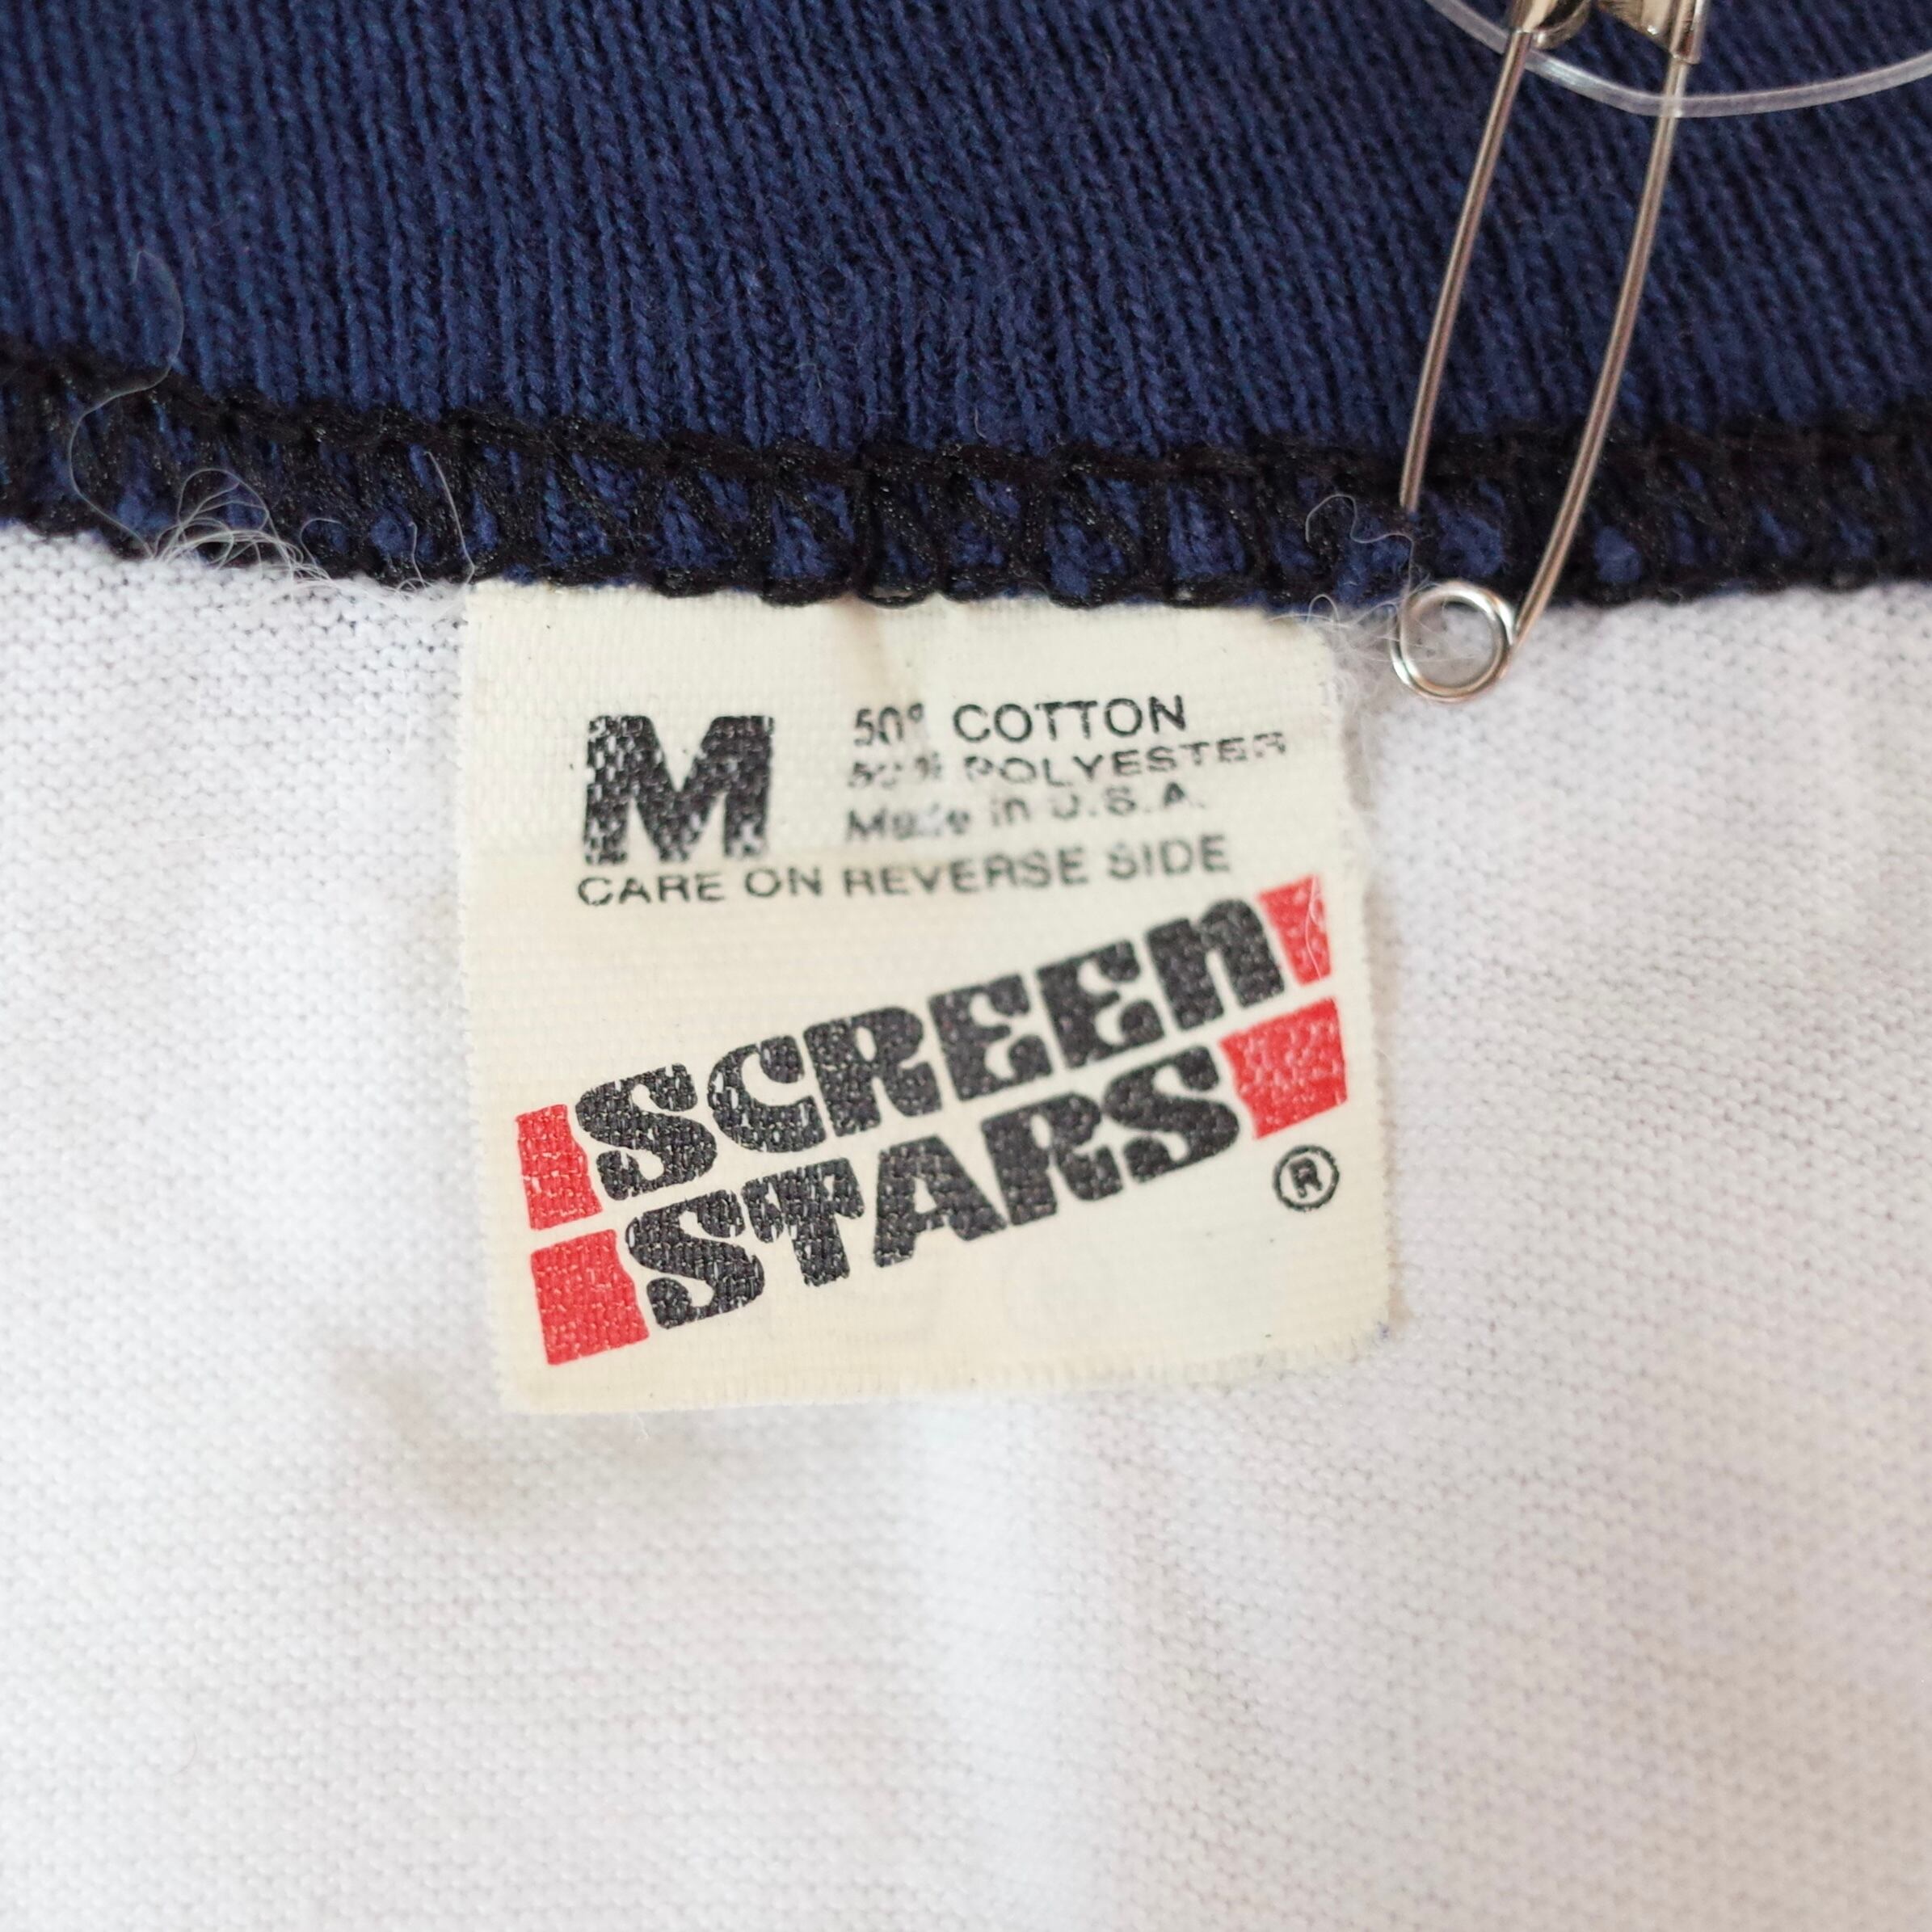 M
50% COTTON
50% POLYESTER
Made in U.S.A.
CARE ON REVERSE SIDE
SCREEN
STARS
®